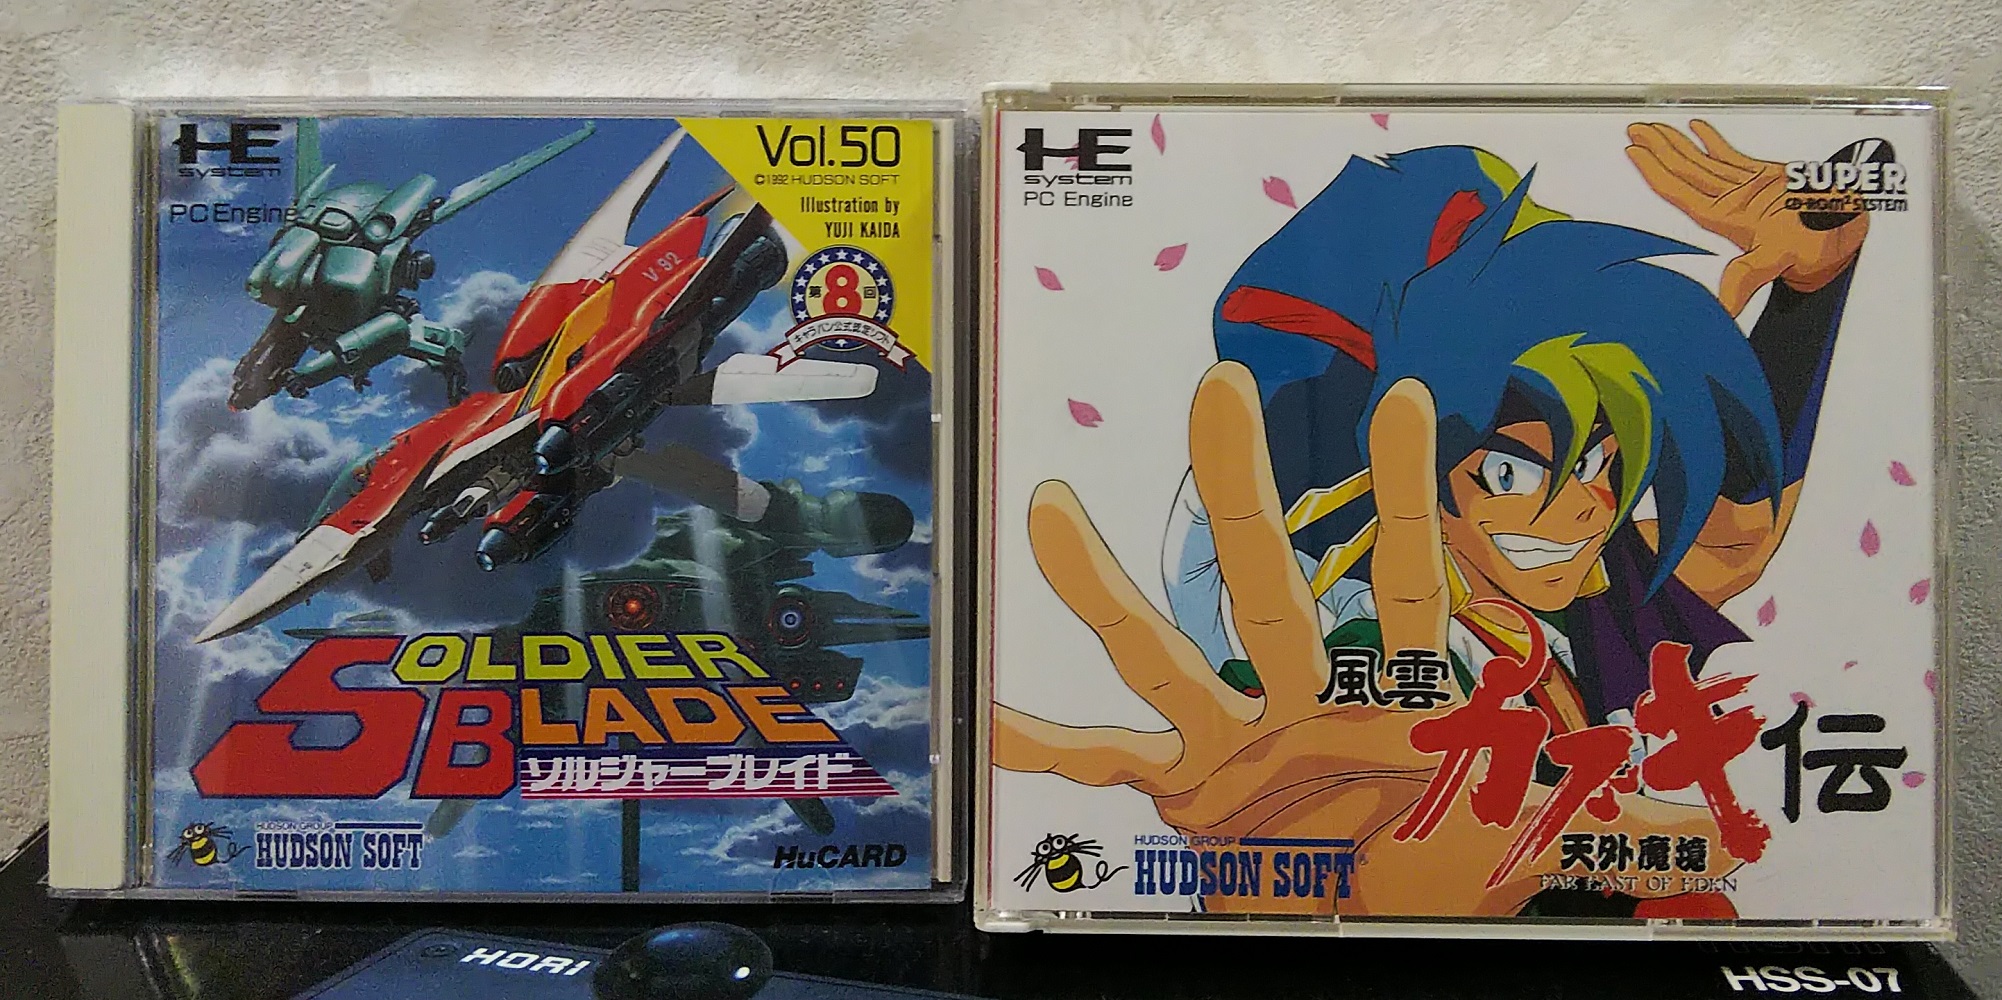 HE
system
PC Engine
Vol.50
©1992 HUDSON SOFT
Illustration by
YUJI KAIDA
第8回
キャラバン公式認定ソフト
V 92
SOLDIER
BLADE
ソルジャーブレイド
HUDSON GROUP
HUDSON SOFT
HuCARD
HE
system
PC Engine
SUPER
CD-ROM² SYSTEM
風雲
カブキ伝
天外魔境
FAR EAST OF EDEN
HUDSON GROUP
HUDSON SOFT®
HORI
HSS-07